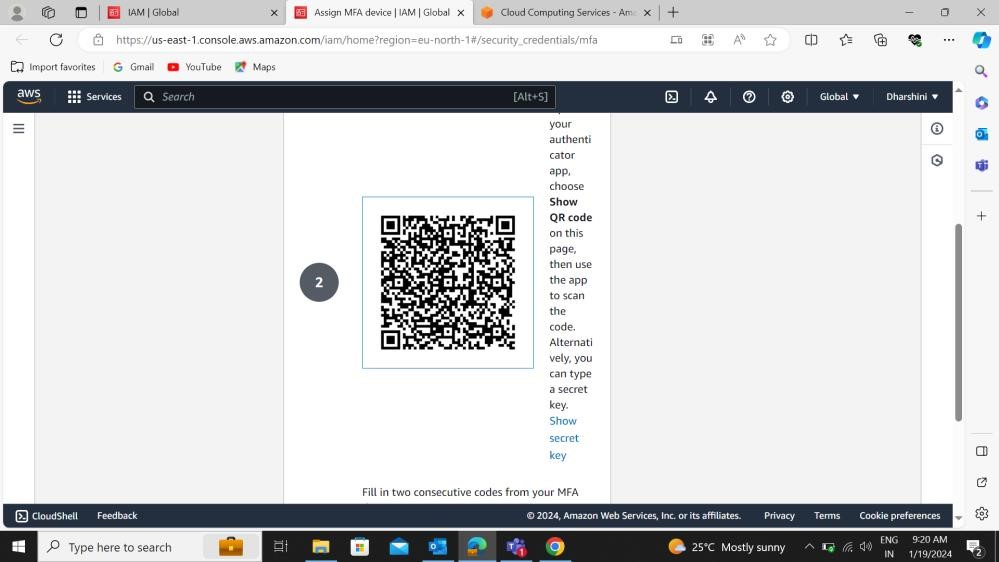 IAM | Global
Assign MFA device | IAM | Global
Cloud Computing Services - Ama
https://us-east-1.console.aws.amazon.com/iam/home?region=eu-north-1#/security_credentials/mfa
Import favorites
Gmail
YouTube
Maps
aws
Services
Search
[Alt+S]
Global
Dharshini
your
authenti
cator
app,
choose
Show
QR code
on this
page,
then use
the app
to scan
the
code.
Alternati
vely, you
can type
a secret
key.
Show
secret
key
2
Fill in two consecutive codes from your MFA
CloudShell
Feedback
© 2024, Amazon Web Services, Inc. or its affiliates.
Privacy
Terms
Cookie preferences
Type here to search
1
25°C Mostly sunny
ENG
IN
9:20 AM
1/19/2024
2